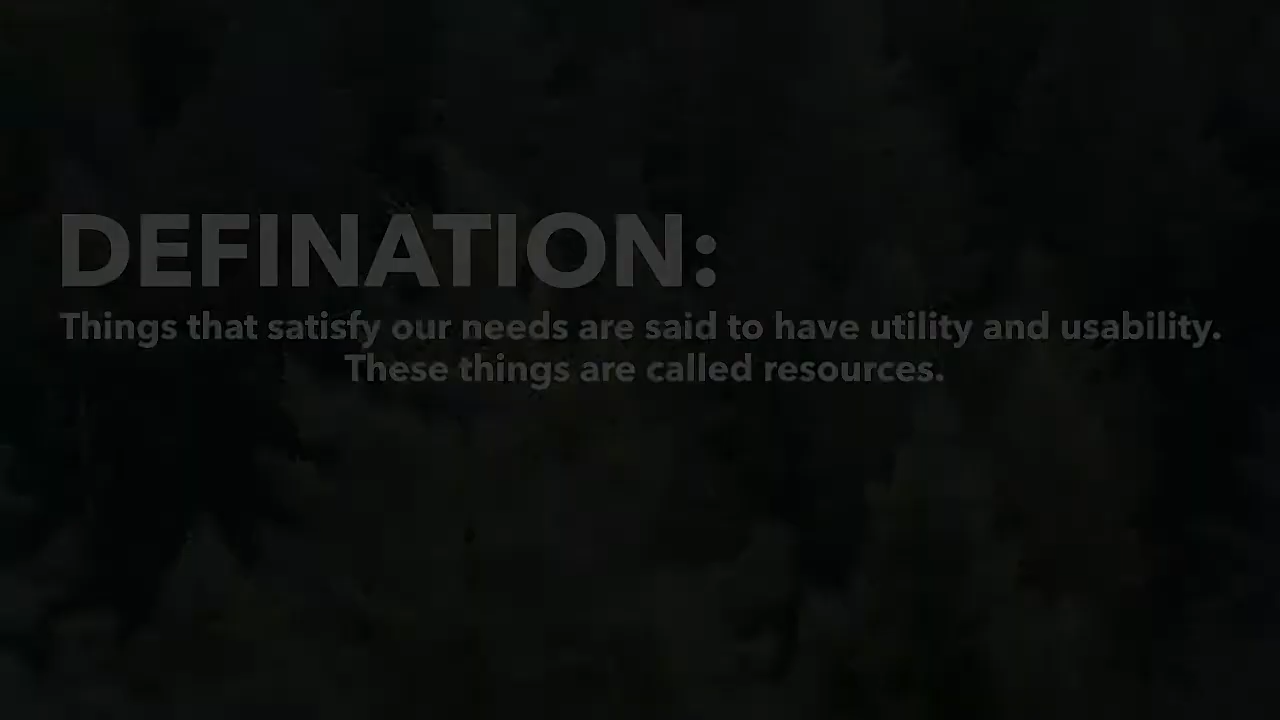 DEFINATION:
Things that satisfy our needs are said to have utility and usability.
These things are called resources.